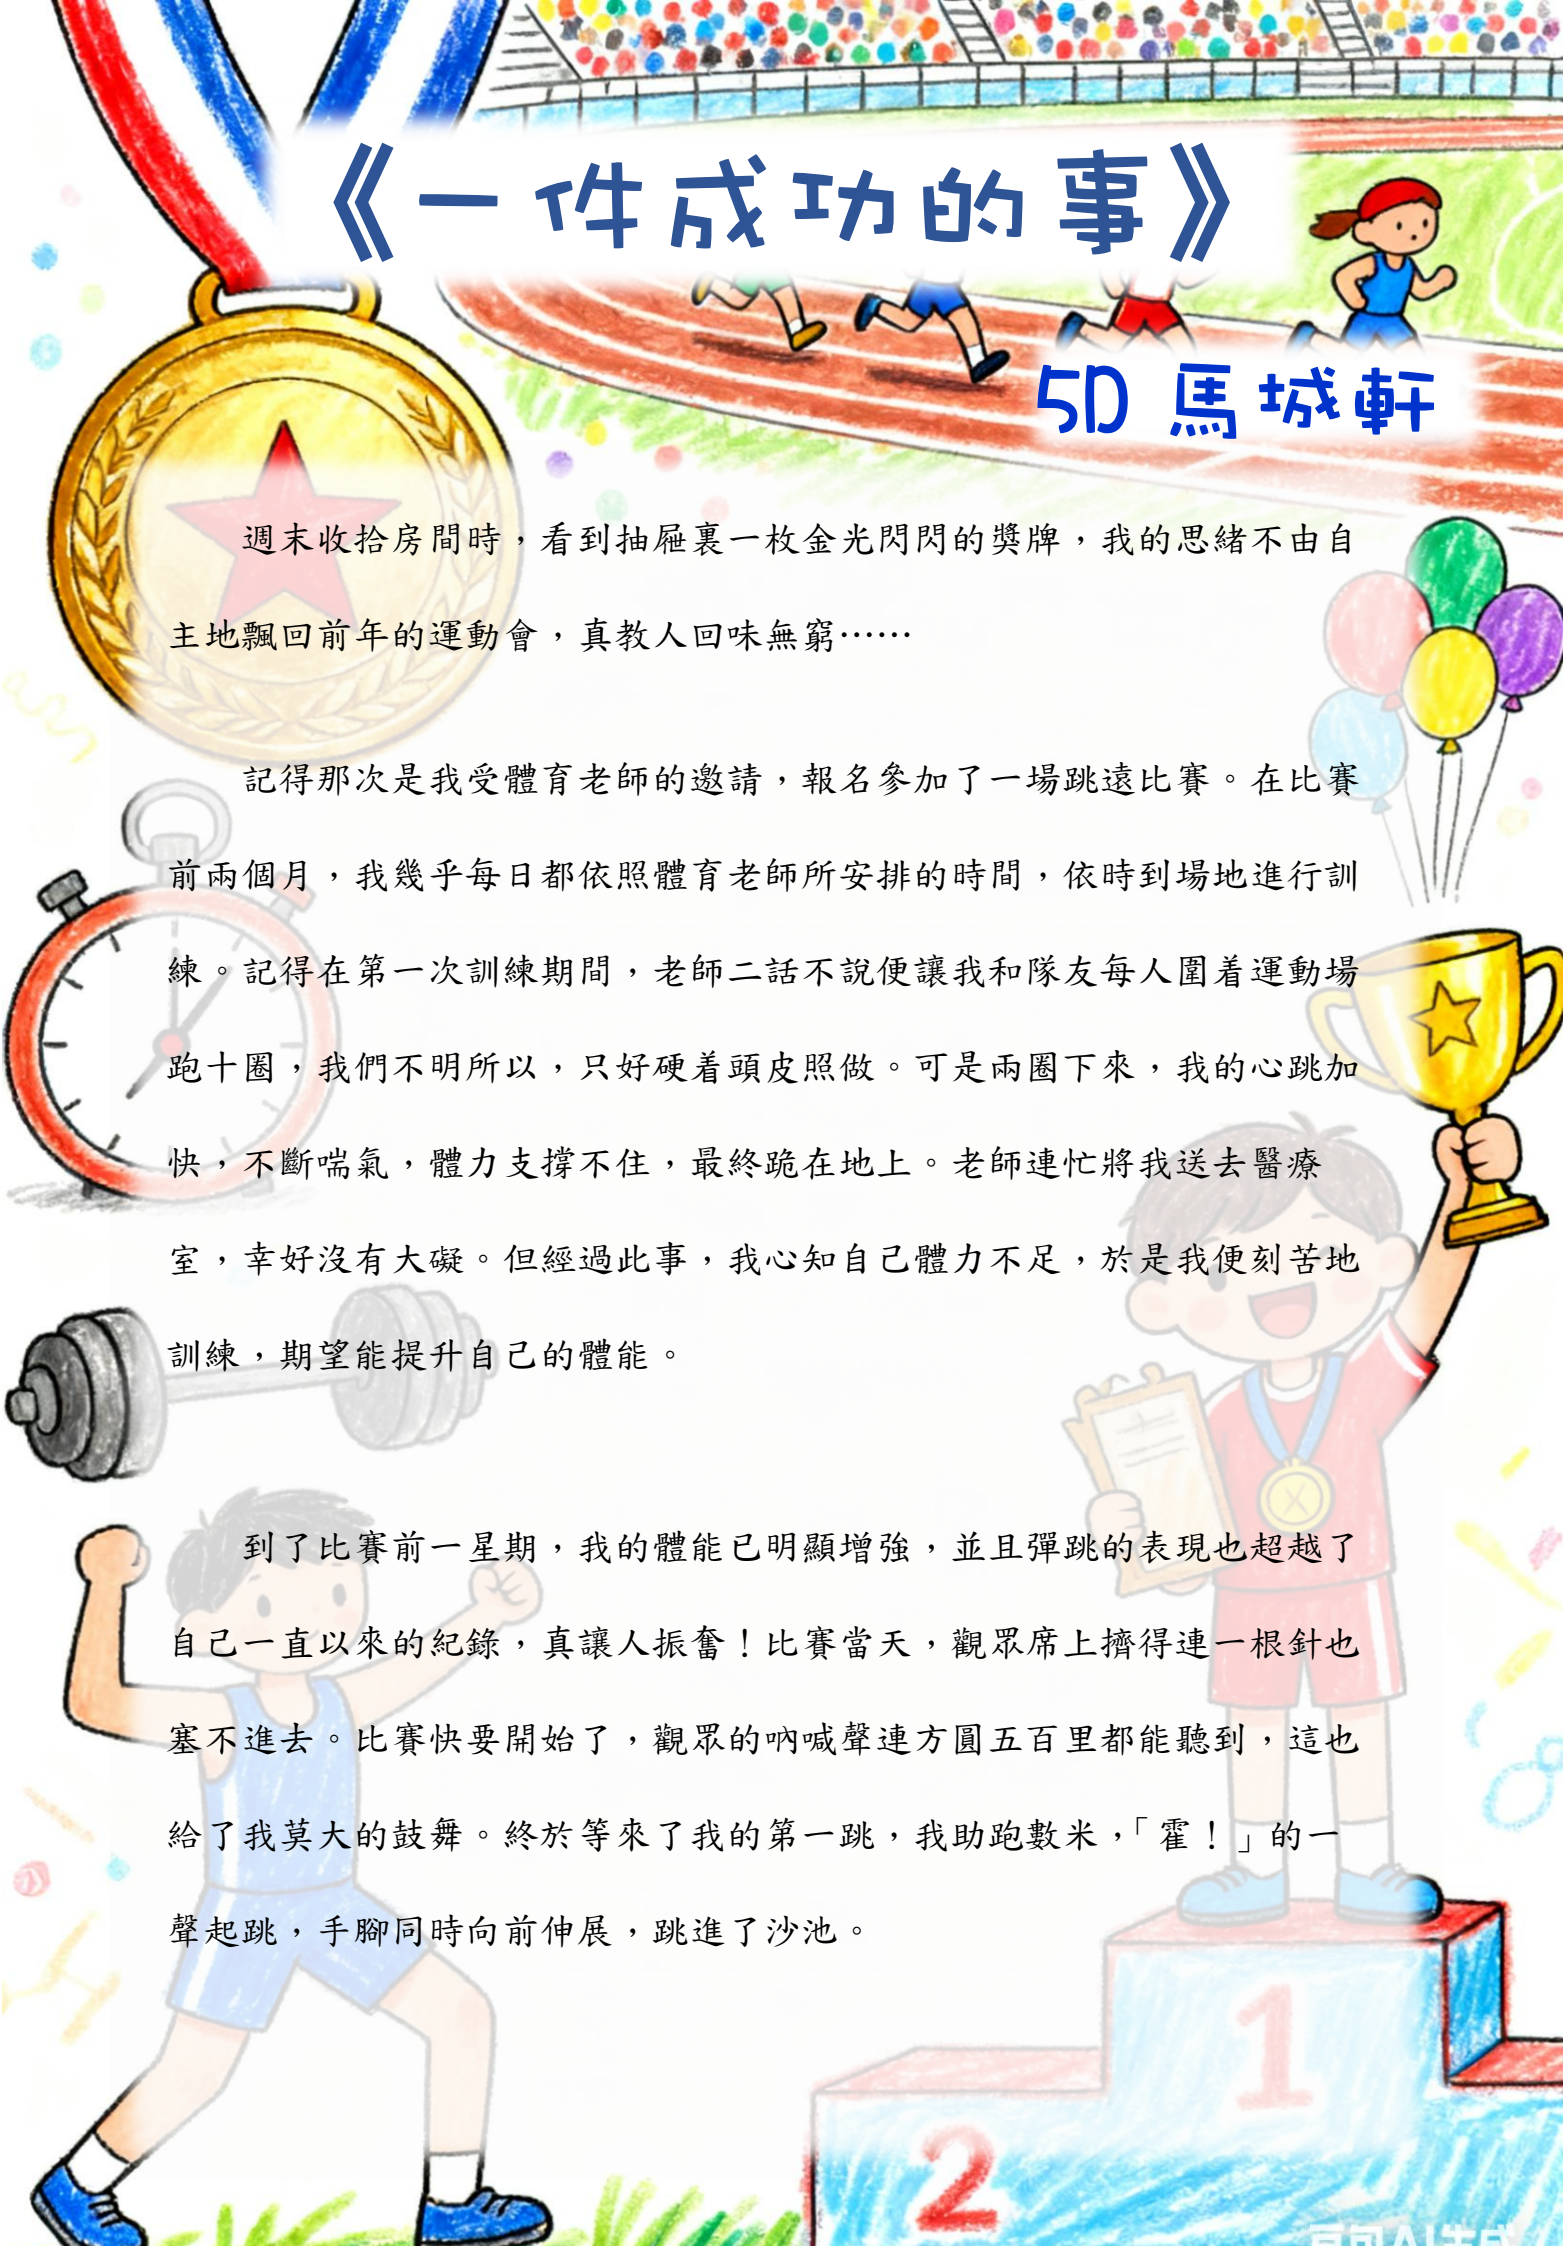 《一件成功的事》
5D 馬城軒
週末收拾房間時，看到抽屜裏一枚金光閃閃的獎牌，我的思緒不由自
主地飄回前年的運動會，真教人回味無窮⋯⋯
記得那次是我受體育老師的邀請，報名參加了一場跳遠比賽。在比賽
前兩個月，我幾乎每日都依照體育老師所安排的時間，依時到場地進行訓
練。記得在第一次訓練期間，老師二話不說便讓我和隊友每人圍着運動場
跑十圈，我們不明所以，只好硬着頭皮照做。可是兩圈下來，我的心跳加
快，不斷喘氣，體力支撐不住，最終跪在地上。老師連忙將我送去醫療
室，幸好沒有大礙。但經過此事，我心知自己體力不足，於是我便刻苦地
訓練，期望能提升自己的體能。
到了比賽前一星期，我的體能已明顯增強，並且彈跳的表現也超越了
自己一直以來的紀錄，真讓人振奮！比賽當天，觀眾席上擠得連一根針也
塞不進去。比賽快要開始了，觀眾的吶喊聲連方圓五百里都能聽到，這也
給了我莫大的鼓舞。終於等來了我的第一跳，我助跑數米，「霍！」的一
聲起跳，手腳同時向前伸展，跳進了沙池。
1
2
豆包AI生成